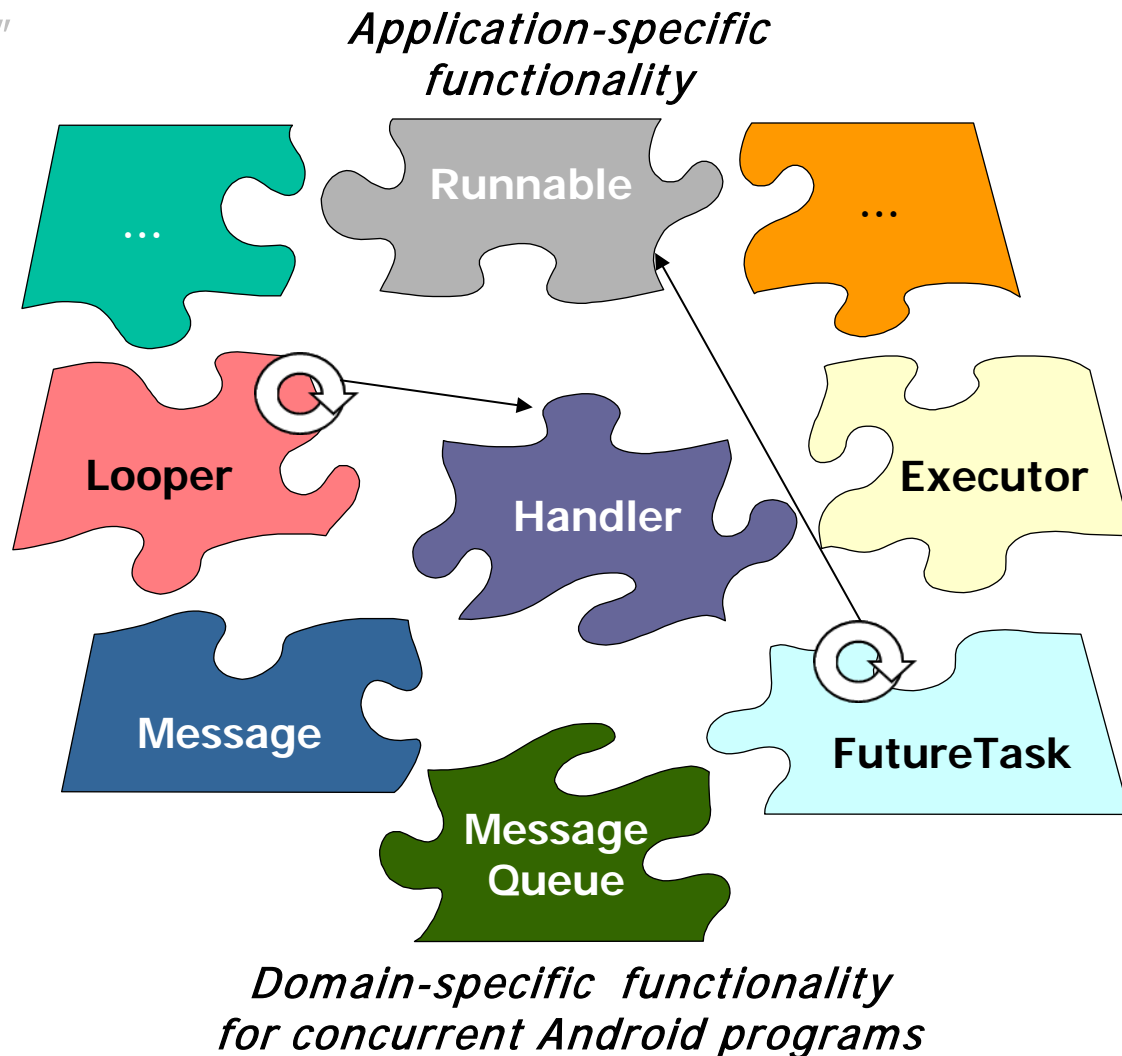 "
Application-specific
functionality
...
Runnable
...
Looper
Handler
Executor
Message
FutureTask
Message
Queue
Domain-specific functionality
for concurrent Android programs